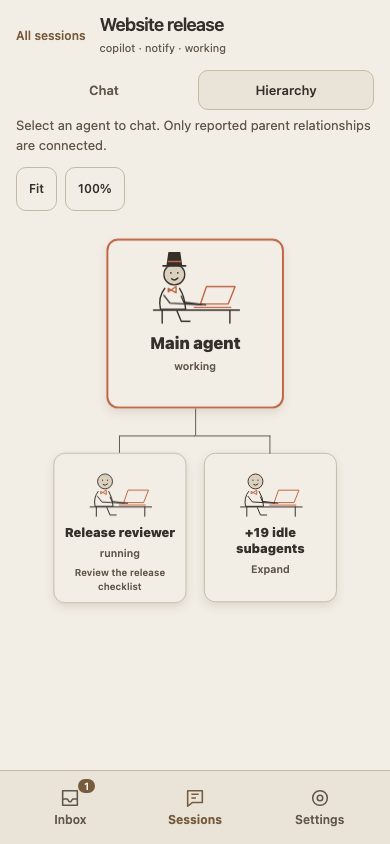 All sessions
Website release
copilot · notify · working
Chat
Hierarchy
Select an agent to chat. Only reported parent relationships
are connected.
Fit
100%
Main agent
working
Release reviewer
running
Review the release
checklist
+19 idle
subagents
Expand
1
Inbox
Sessions
Settings